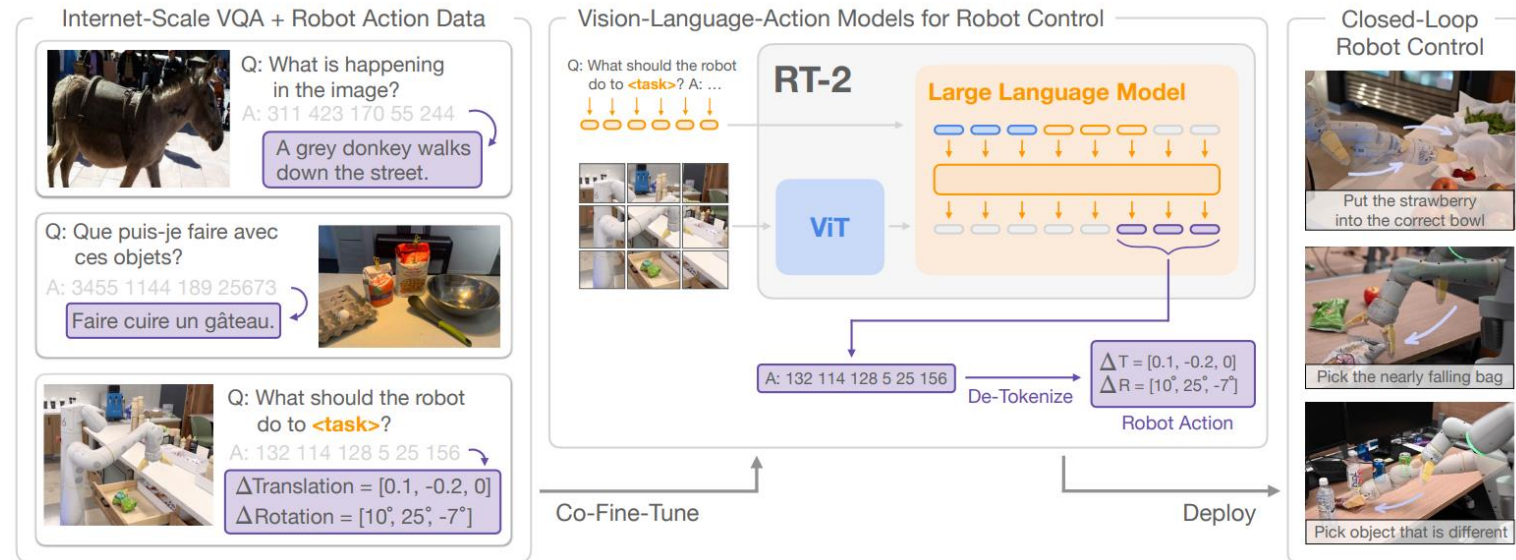 Internet-Scale VQA + Robot Action Data
Q: What is happening
in the image?
A: 311 423 170 55 244
A grey donkey walks
down the street.
Q: Que puis-je faire avec
ces objets?
A: 3455 1144 189 25673
Faire cuire un gâteau.
Q: What should the robot
do to <task>?
A: 132 114 128 5 25 156
ΔTranslation = [0.1, -0.2, 0]
ΔRotation = [10°, 25°, -7°]
Co-Fine-Tune
Vision-Language-Action Models for Robot Control
Q: What should the robot
do to <task>? A: ...
RT-2
Large Language Model
ViT
A: 132 114 128 5 25 156
De-Tokenize
ΔT = [0.1, -0.2, 0]
ΔR = [10°, 25°, -7°]
Robot Action
Deploy
Closed-Loop
Robot Control
Put the strawberry
into the correct bowl
Pick the nearly falling bag
Pick object that is different